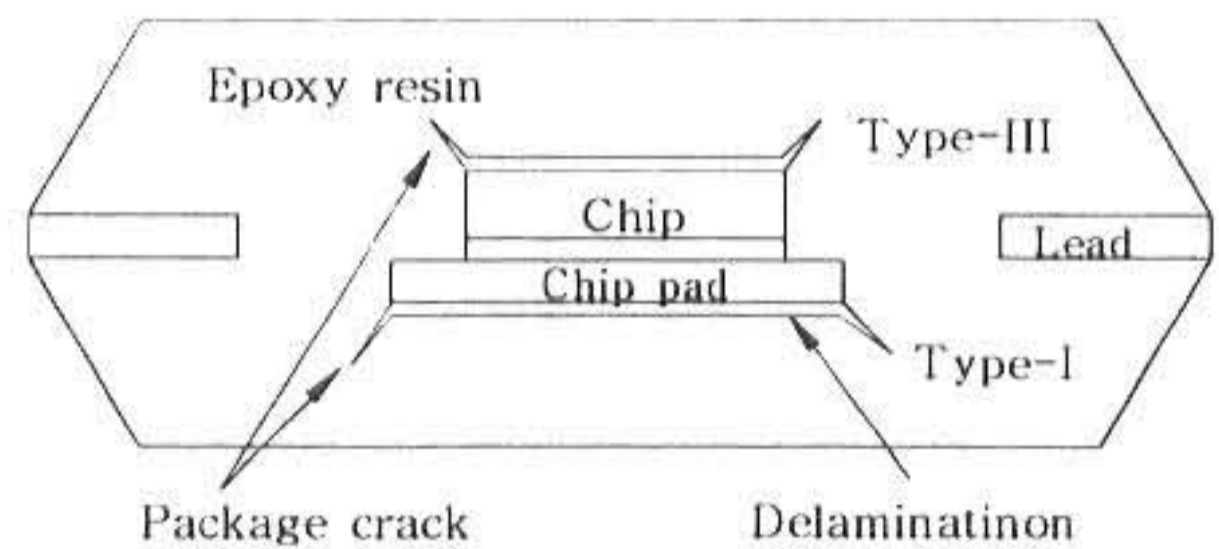 Epoxy resin
Type-III
Chip
Lead
Chip pad
Type-I
Package crack
Delaminatinon